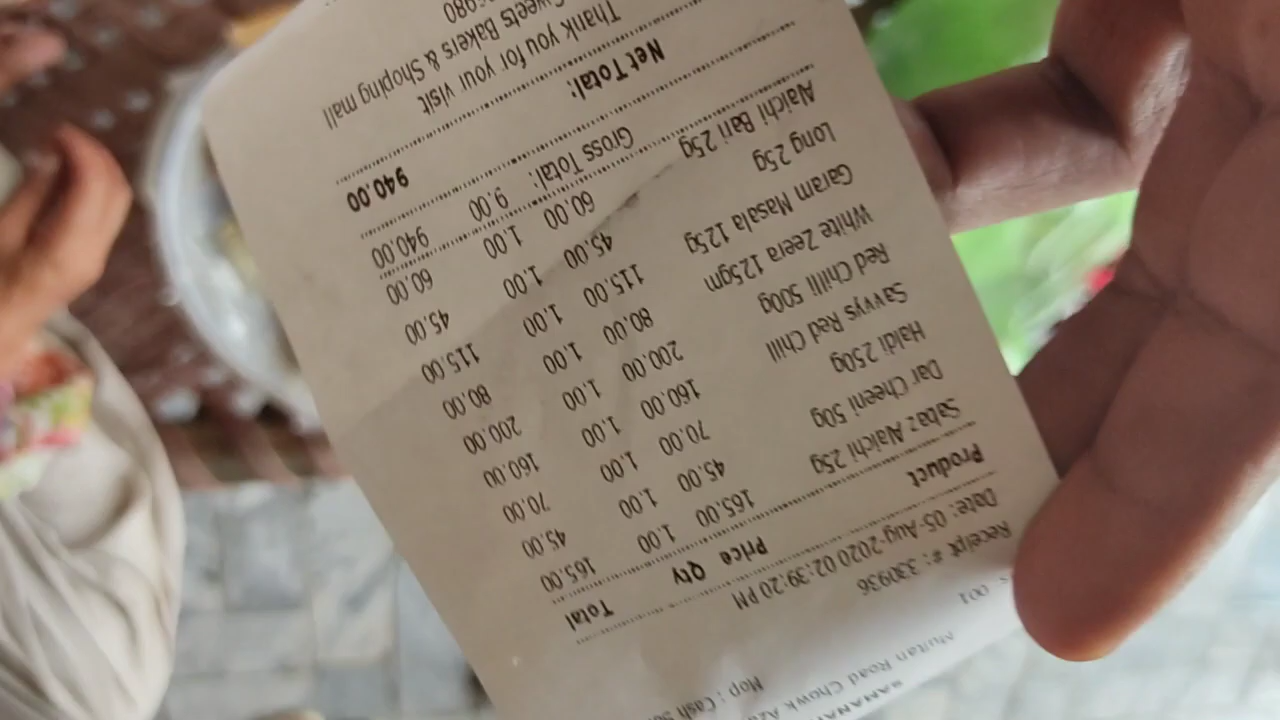 Multan Road Chowk
Mop : Cash
: 001
Receipt #: 330936
Date: 05-Aug-2020 02:39:20 PM
Product Price Qty Total
Sabaz Alaichi 25g 165.00 1.00 165.00
Dar Cheeni 50g 45.00 1.00 45.00
Haldi 250g 70.00 1.00 70.00
Savvys Red Chill 160.00 1.00 160.00
Red Chilli 500g 200.00 1.00 200.00
White Zeera 125gm 80.00 1.00 80.00
Garam Masala 125g 115.00 1.00 115.00
Long 25g 45.00 1.00 45.00
Alaichi Bari 25g 60.00 1.00 60.00
Gross Total: 9.00 940.00
Net Total: 940.00
Thank you for your visit
Sweets Bakers & Shoping mall